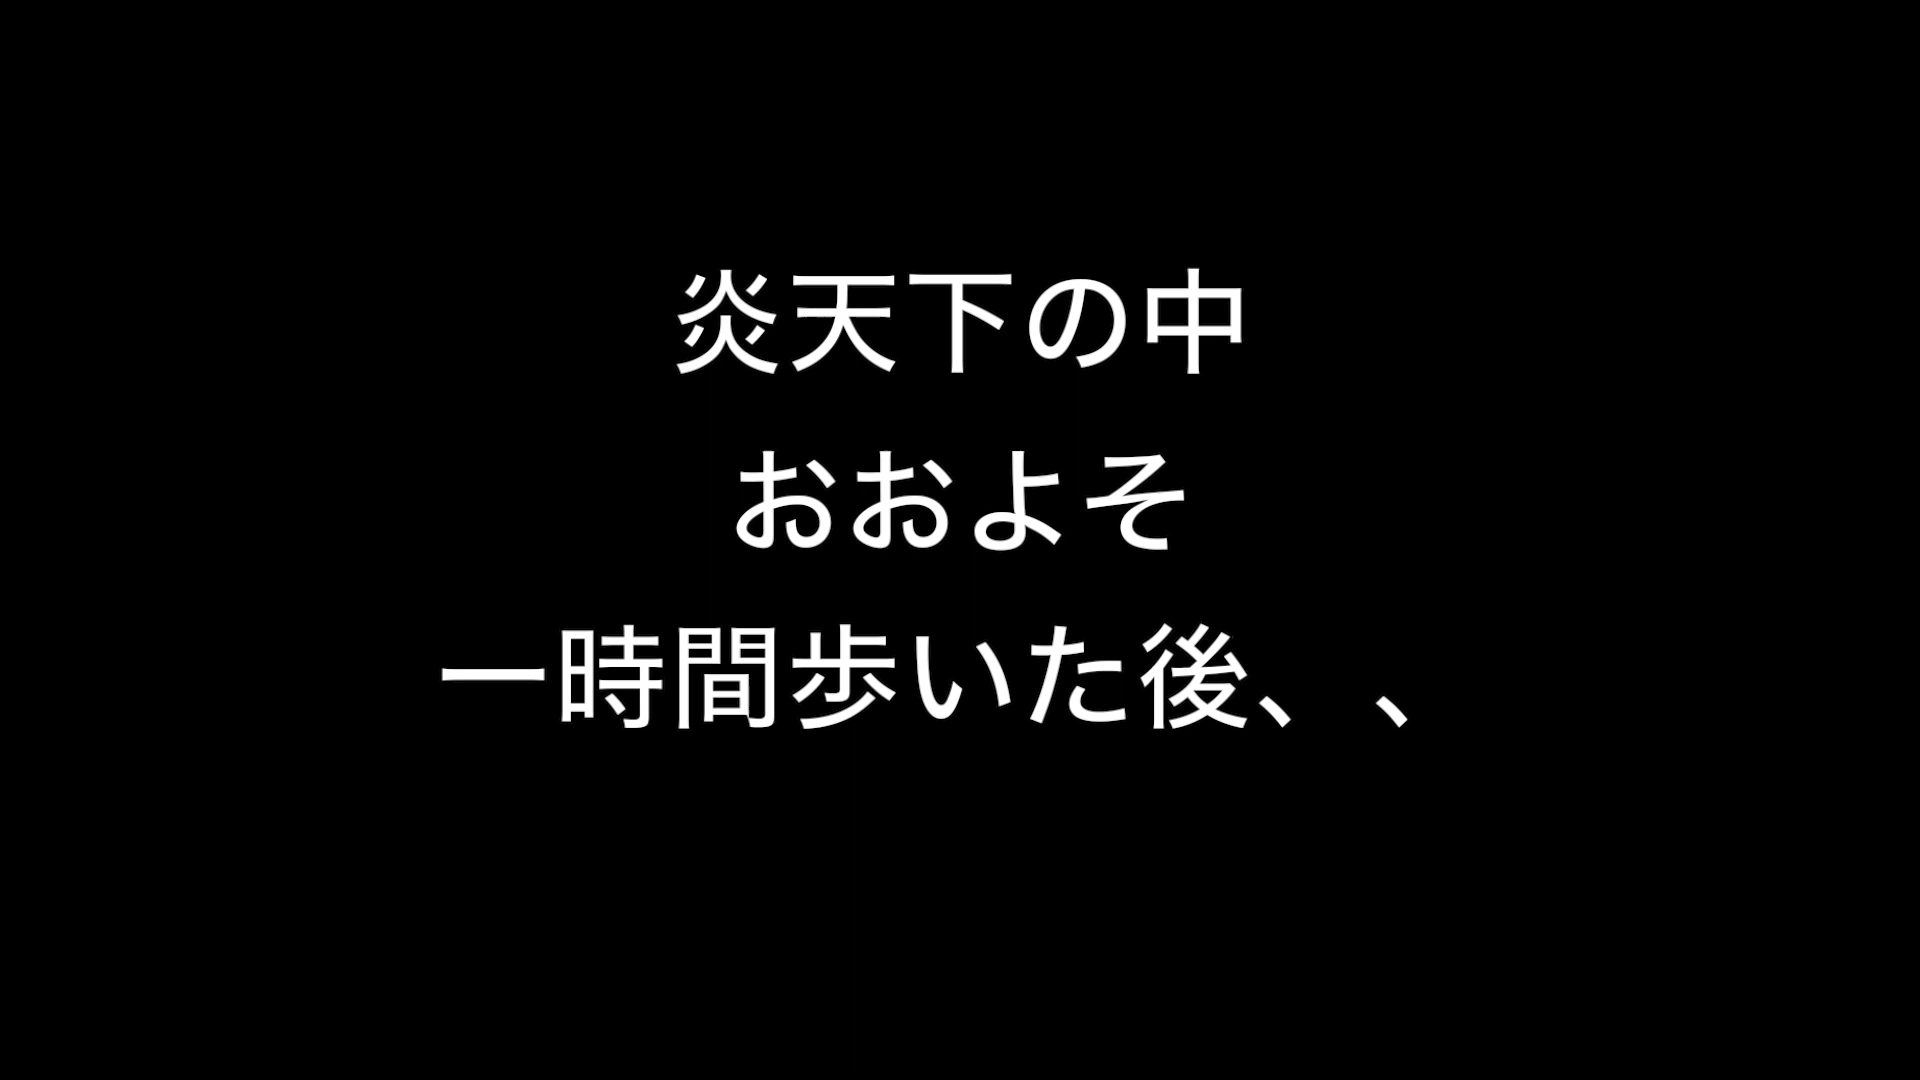 炎天下の中
おおよそ
一時間歩いた後、、